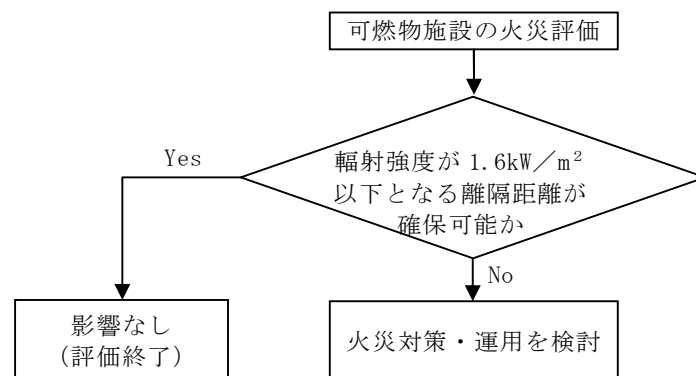 可燃物施設の火災評価
Yes
輻射強度が 1.6kW／m²
以下となる離隔距離が
確保可能か
No
影響なし
(評価終了)
火災対策・運用を検討